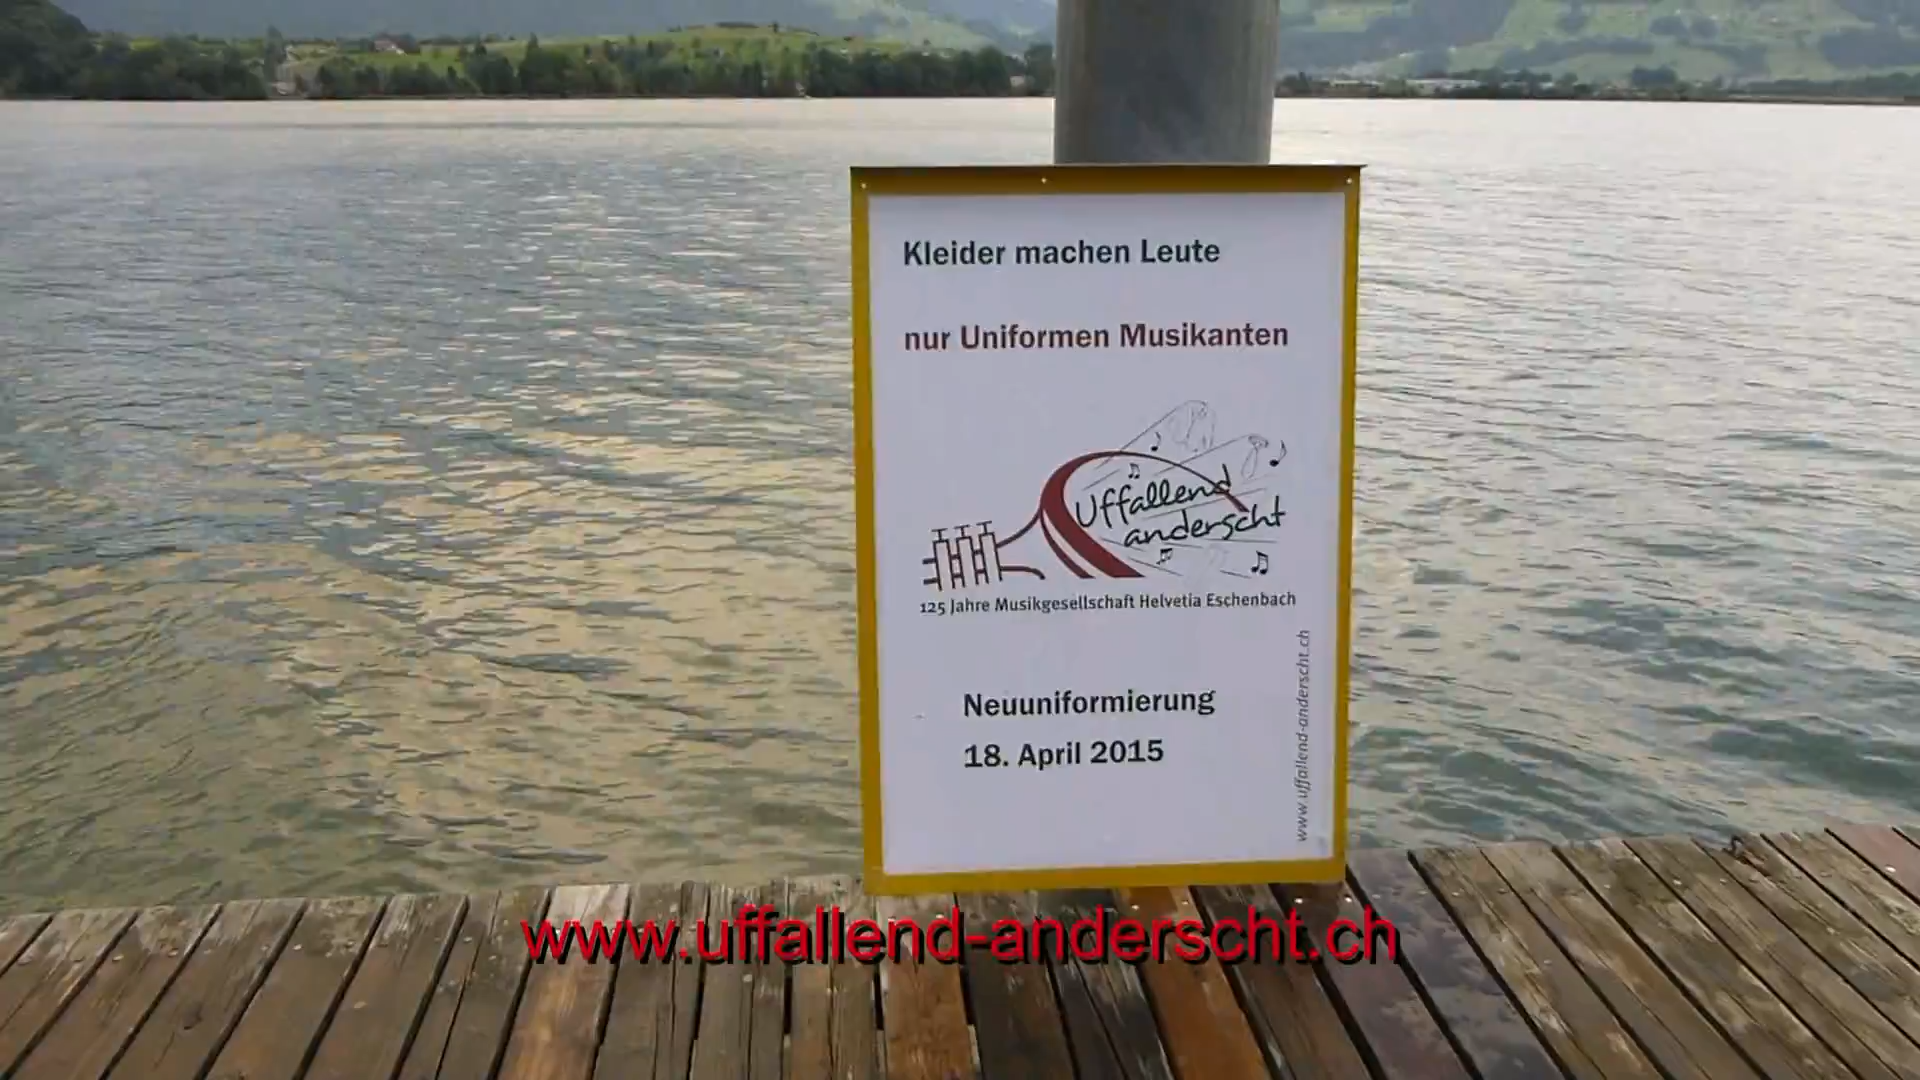 Kleider machen Leute
nur Uniformen Musikanten
Uffallend
anderscht
125 Jahre Musikgesellschaft Helvetia Eschenbach
Neuuniformierung
18. April 2015
www.uffallend-anderscht.ch
www.uffallend-anderscht.ch